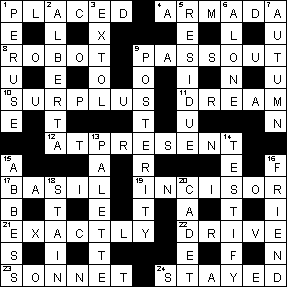 1 2 3 4 5 6 7
P L A C E D A R M A D A
E L X E L U
8 9
R O B O T P A S S O U T
U E O O I N U
10 11
S U R P L U S D R E A M
E T T U N
12 13 14
A T P R E S E N T
15 16
A A R E F
17 18 19 20
B A S I L I N C I S O R
B T E T A T I
21 22
E X A C T L Y D R I V E
S I T E F N
23 24
S O N N E T S T A Y E D